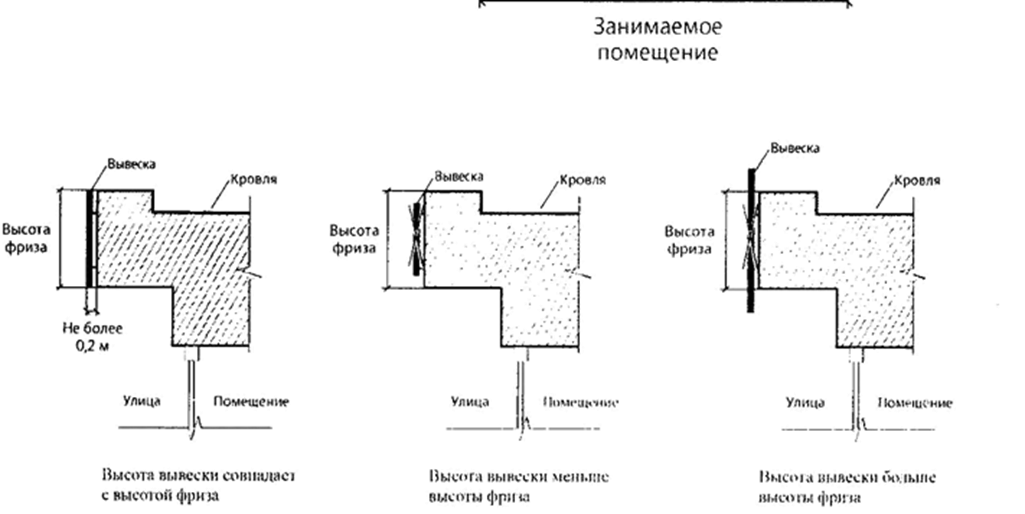 Занимаемое
помещение
Вывеска
Кровля
Высота
фриза
Не более
0,2 м
Улица
Помещение
Высота вывески совпадает
с высотой фриза
Вывеска
Кровля
Высота
фриза
Улица
Помещение
Высота вывески меньше
высоты фриза
Вывеска
Кровля
Высота
фриза
Улица
Помещение
Высота вывески больше
высоты фриза